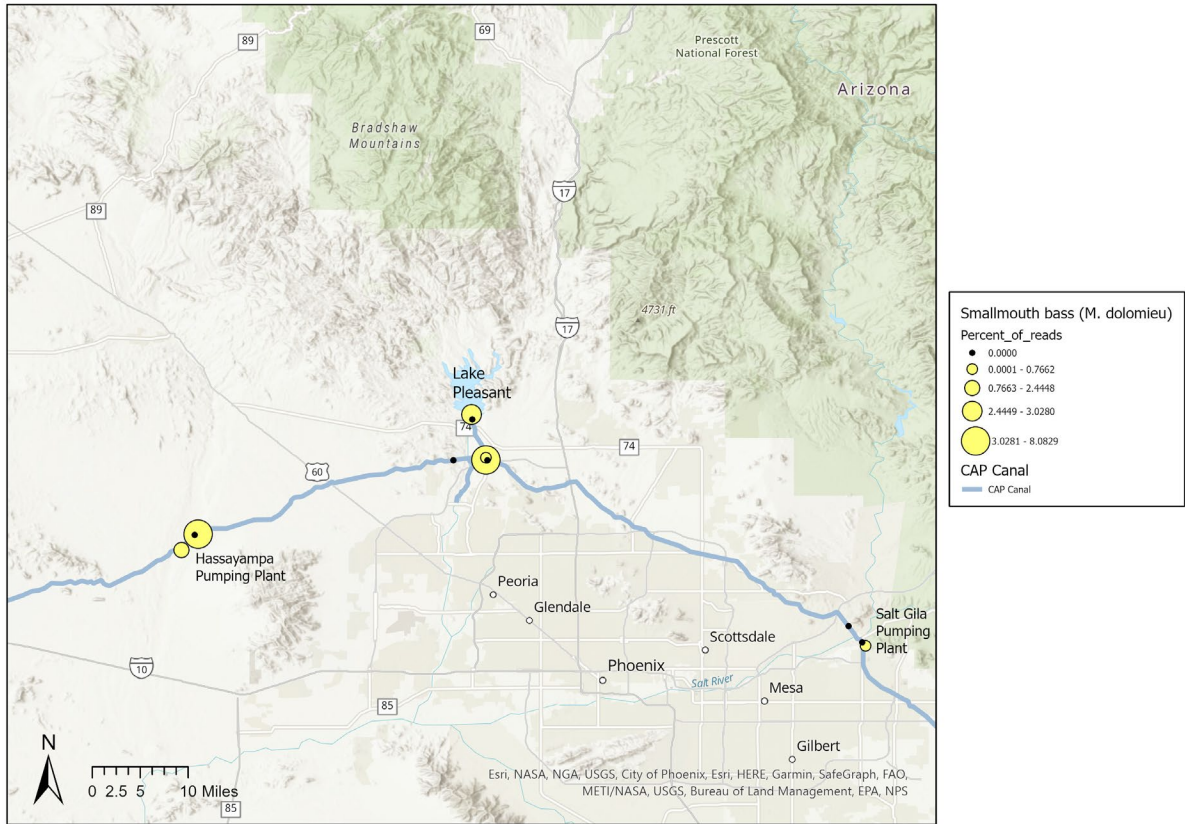 89
69
Prescott
National Forest
Arizona
Bradshaw
Mountains
17
89
4731 ft
17
Lake
Pleasant
74
74
60
Hassayampa
Pumping Plant
Peoria
Glendale
Salt Gila
Pumping
Plant
Scottsdale
Phoenix
10
Salt River
Mesa
85
Gilbert
N
0 2.5 5 10 Miles
85
Esri, NASA, NGA, USGS, City of Phoenix, Esri, HERE, Garmin, SafeGraph, FAO,
METI/NASA, USGS, Bureau of Land Management, EPA, NPS
Smallmouth bass (M. dolomieu)
Percent_of_reads
0.0000
0.0001 - 0.7662
0.7663 - 2.4448
2.4449 - 3.0280
3.0281 - 8.0829
CAP Canal
CAP Canal